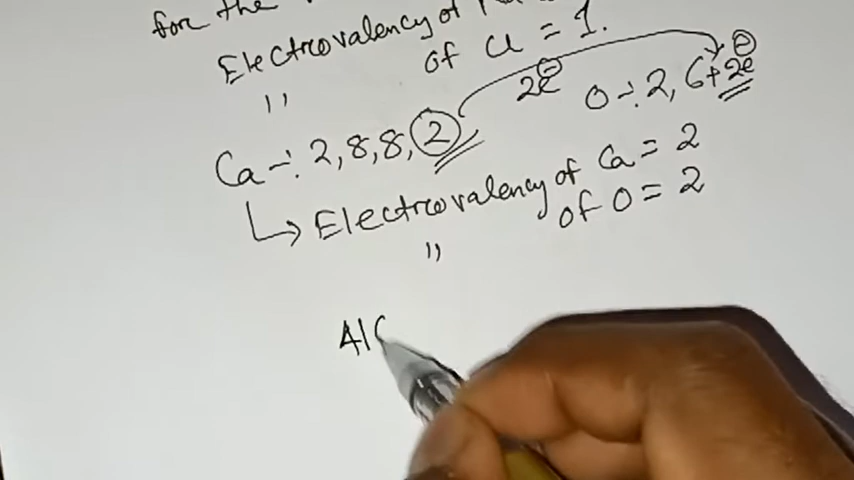 for the
Electrovalency of
" of Cl = 1.
2e⊖ O -:. 2, 6+2e⊖
Ca -:. 2,8,8,2
↳ Electrovalency of Ca = 2
" of O = 2
AlC